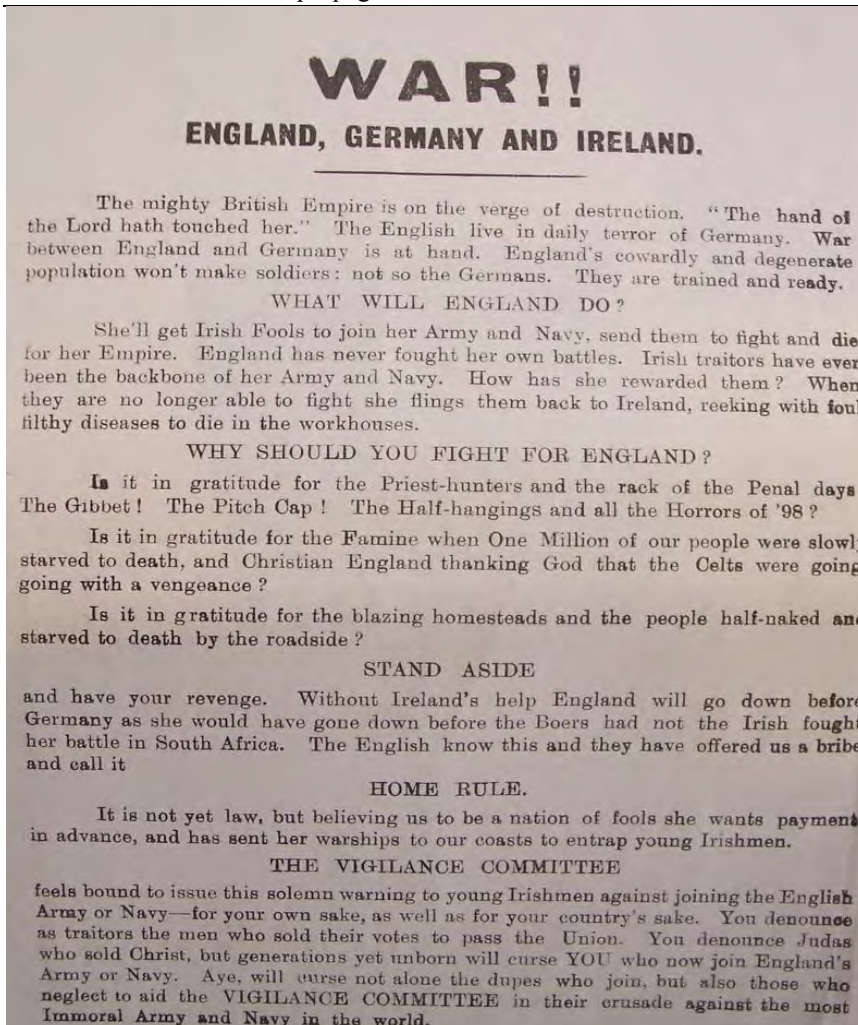 WAR!!
ENGLAND, GERMANY AND IRELAND.
The mighty British Empire is on the verge of destruction. "The hand of
the Lord hath touched her." The English live in daily terror of Germany. War
between England and Germany is at hand. England's cowardly and degenerate
population won't make soldiers: not so the Germans. They are trained and ready.
WHAT WILL ENGLAND DO?
She'll get Irish Fools to join her Army and Navy, send them to fight and die
for her Empire. England has never fought her own battles. Irish traitors have ever
been the backbone of her Army and Navy. How has she rewarded them? When
they are no longer able to fight she flings them back to Ireland, reeking with foul
filthy diseases to die in the workhouses.
WHY SHOULD YOU FIGHT FOR ENGLAND?
Is it in gratitude for the Priest-hunters and the rack of the Penal days
The Gibbet! The Pitch Cap! The Half-hangings and all the Horrors of '98?
Is it in gratitude for the Famine when One Million of our people were slowl
starved to death, and Christian England thanking God that the Celts were going
going with a vengeance?
Is it in gratitude for the blazing homesteads and the people half-naked an
starved to death by the roadside?
STAND ASIDE
and have your revenge. Without Ireland's help England will go down before
Germany as she would have gone down before the Boers had not the Irish fought
her battle in South Africa. The English know this and they have offered us a bribe
and call it
HOME RULE.
It is not yet law, but believing us to be a nation of fools she wants payment
in advance, and has sent her warships to our coasts to entrap young Irishmen.
THE VIGILANCE COMMITTEE
feels bound to issue this solemn warning to young Irishmen against joining the English
Army or Navy—for your own sake, as well as for your country's sake. You denounce
as traitors the men who sold their votes to pass the Union. You denounce Judas
who sold Christ, but generations yet unborn will curse YOU who now join England's
Army or Navy. Aye, will curse not alone the dupes who join, but also those who
neglect to aid the VIGILANCE COMMITTEE in their crusade against the most
Immoral Army and Navy in the world.